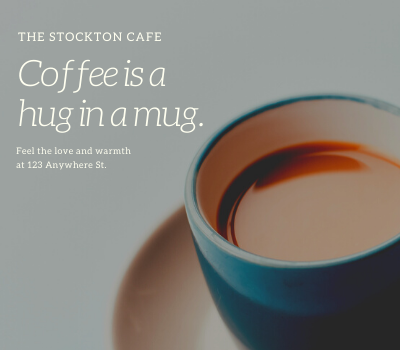 THE STOCKTON CAFE
Coffee is a
hug in a mug.
Feel the love and warmth
at 123 Anywhere St.